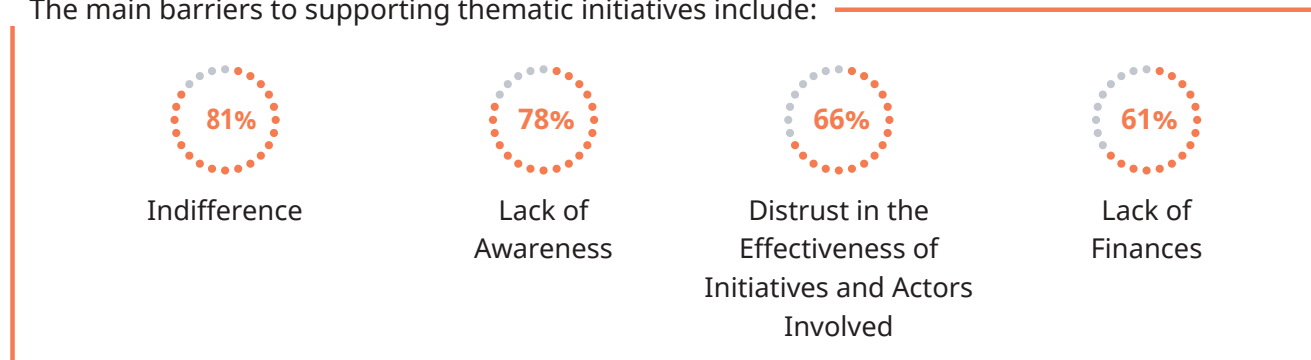 The main barriers to supporting thematic initiatives include:
81%
78%
66%
61%
Indifference
Lack of
Awareness
Distrust in the
Effectiveness of
Initiatives and Actors
Involved
Lack of
Finances